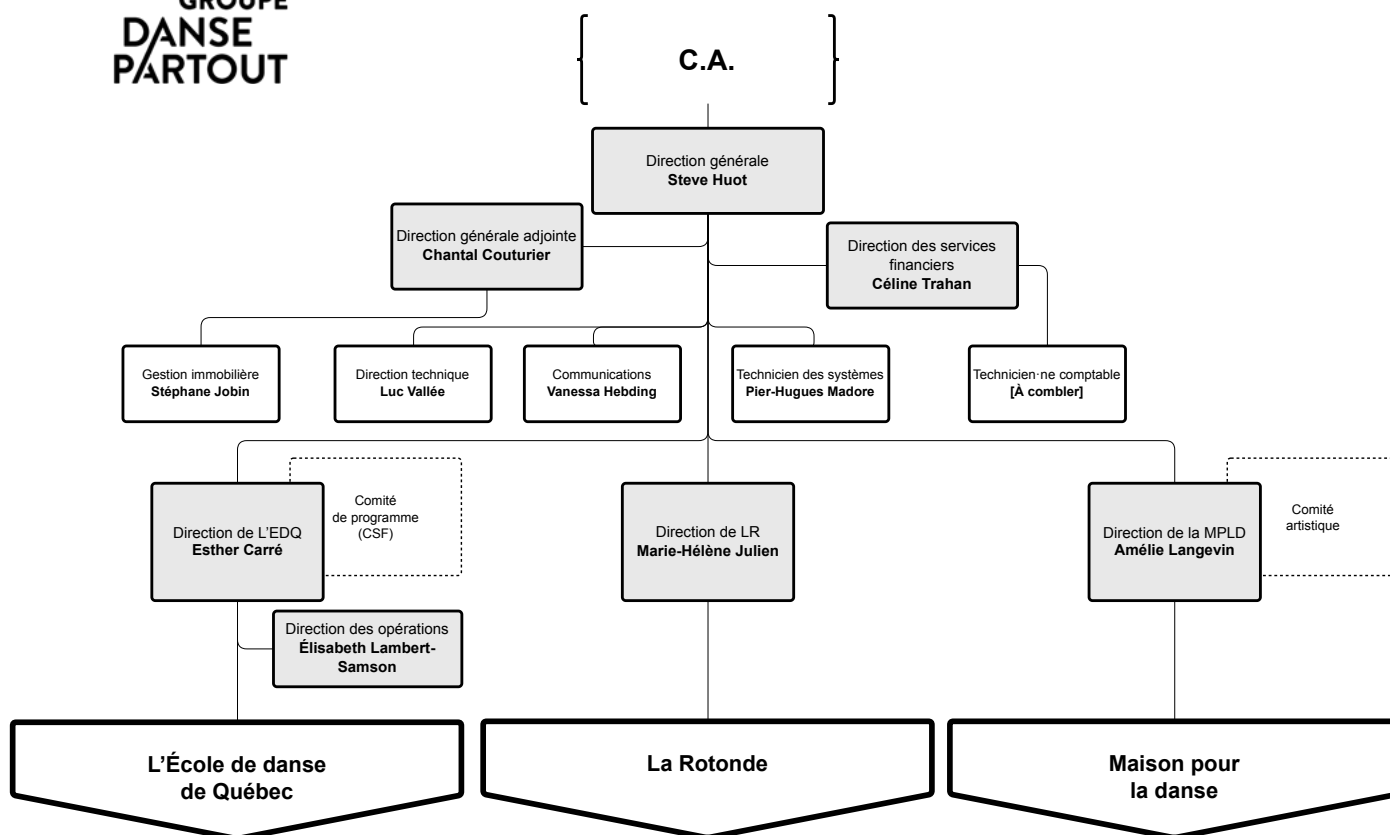 GROUPE
DANSE
PARTOUT
C.A.
Direction générale
Steve Huot
Direction générale adjointe
Chantal Couturier
Direction des services
financiers
Céline Trahan
Gestion immobilière
Stéphane Jobin
Direction technique
Luc Vallée
Communications
Vanessa Hebding
Technicien des systèmes
Pier-Hugues Madore
Technicien·ne comptable
[À combler]
Direction de L’EDQ
Esther Carré
Comité
de programme
(CSF)
Direction de LR
Marie-Hélène Julien
Direction de la MPLD
Amélie Langevin
Comité
artistique
Direction des opérations
Élisabeth Lambert-
Samson
L’École de danse
de Québec
La Rotonde
Maison pour
la danse